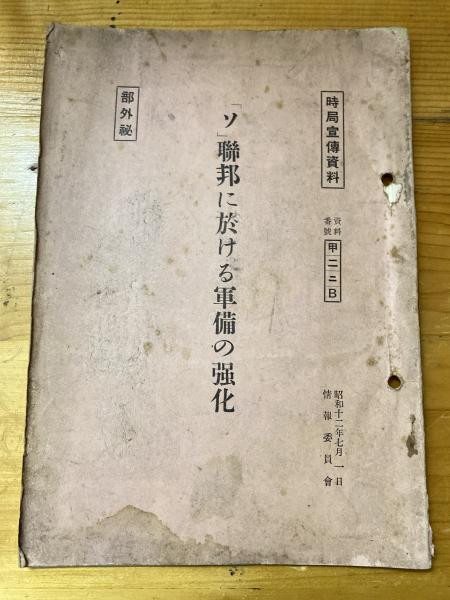 時局宣傳資料
資料番號
甲二ニB
昭和十二年七月一日
情報委員會
「ソ」聯邦に於ける軍備の强化
部外祕